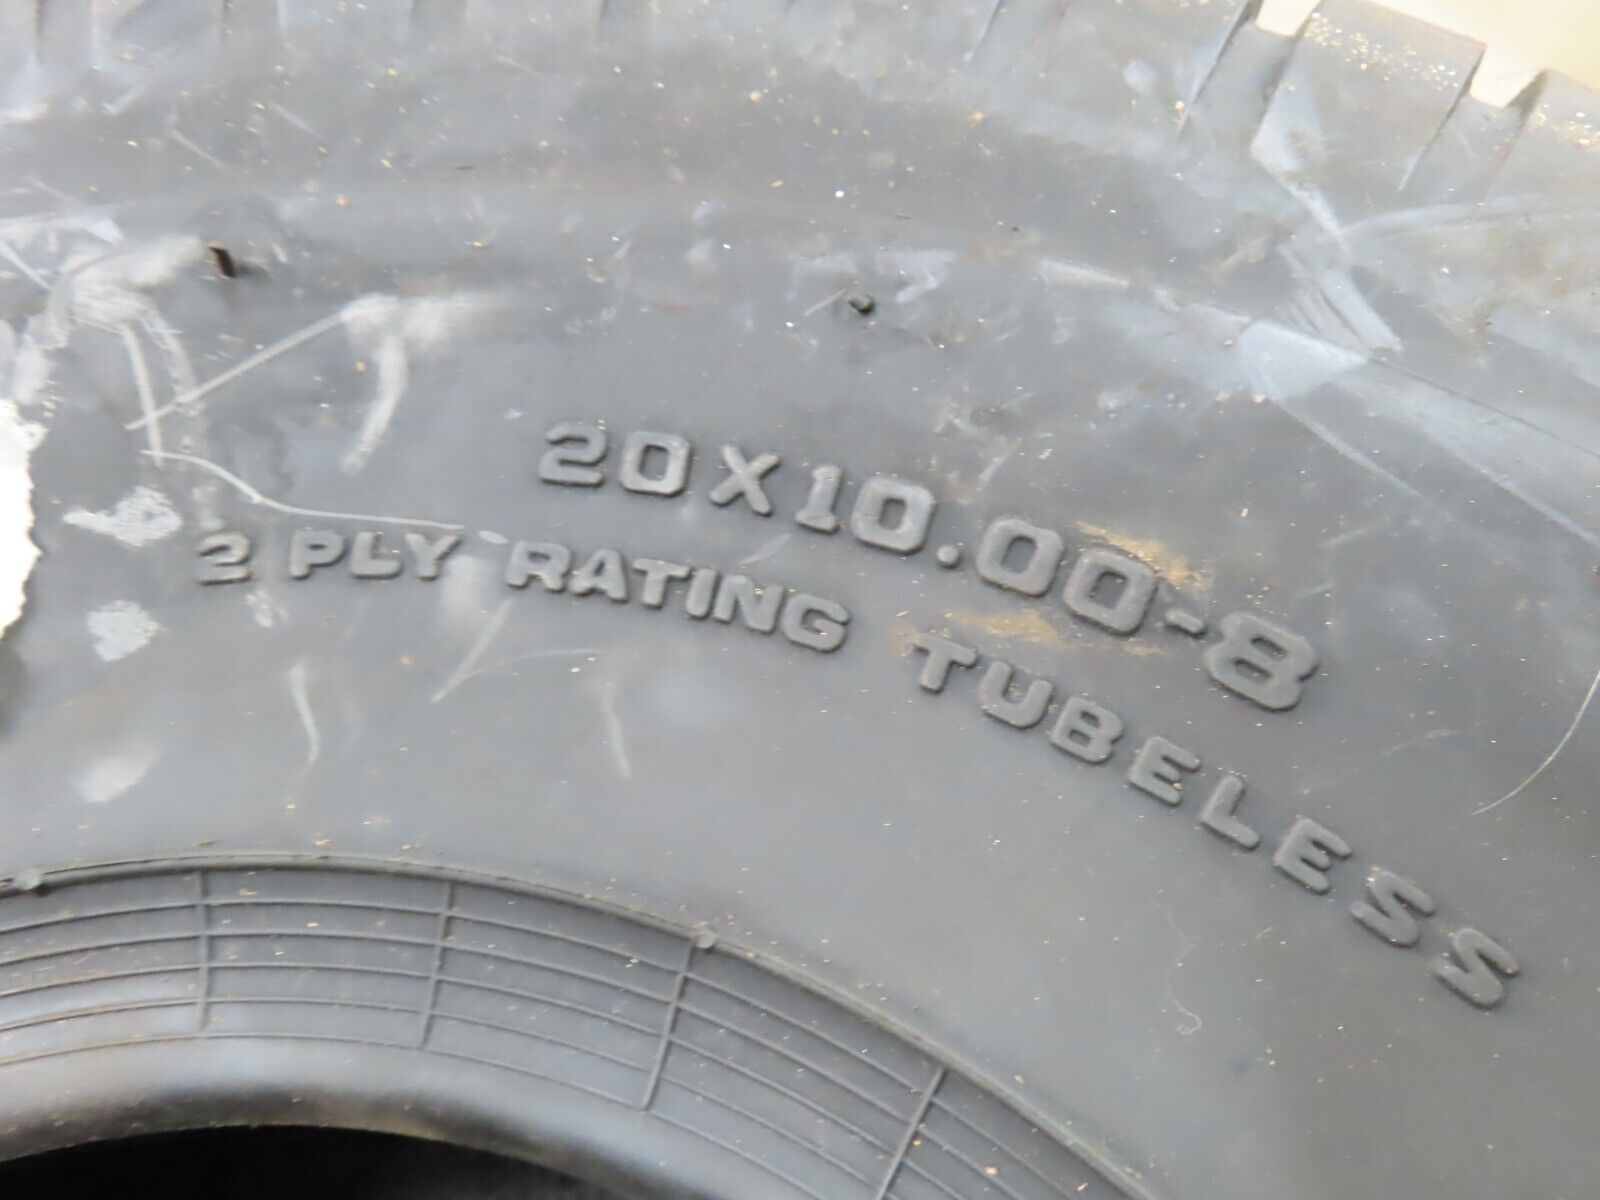 20X10.00-8
2 PLY RATING TUBELESS